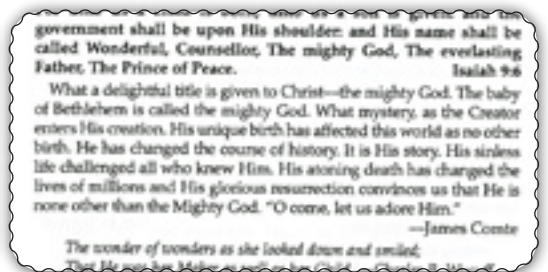 government shall be upon His shoulder: and His name shall be
called Wonderful, Counsellor, The mighty God, The everlasting
Father, The Prince of Peace. Isaiah 9:6
What a delightful title is given to Christ—the mighty God. The baby
of Bethlehem is called the mighty God. What mystery, as the Creator
enters His creation. His unique birth has affected this world as no other
birth. He has changed the course of history. It is His story. His sinless
life challenged all who knew Him. His atoning death has changed the
lives of millions and His glorious resurrection convinces us that He is
none other than the Mighty God. "O come, let us adore Him."
—James Comte
The wonder of wonders as she looked down and smiled,